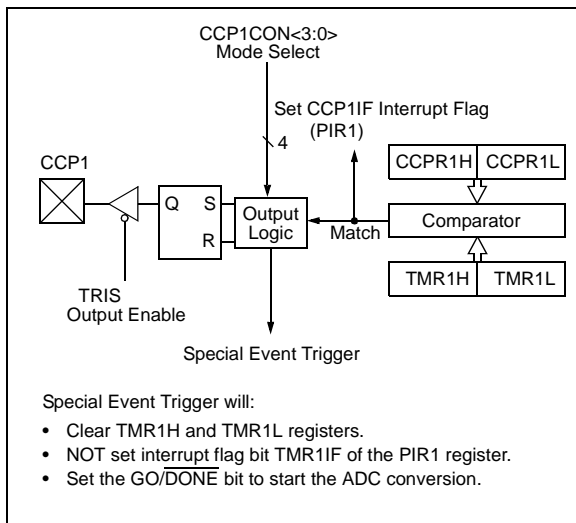 CCP1CON<3:0>
Mode Select
Set CCP1IF Interrupt Flag
(PIR1)
4
CCP1
CCPR1H CCPR1L
Q S
R
Output
Logic
Match
Comparator
TRIS
Output Enable
TMR1H TMR1L
Special Event Trigger
Special Event Trigger will:
• Clear TMR1H and TMR1L registers.
• NOT set interrupt flag bit TMR1IF of the PIR1 register.
• Set the GO/DONE bit to start the ADC conversion.